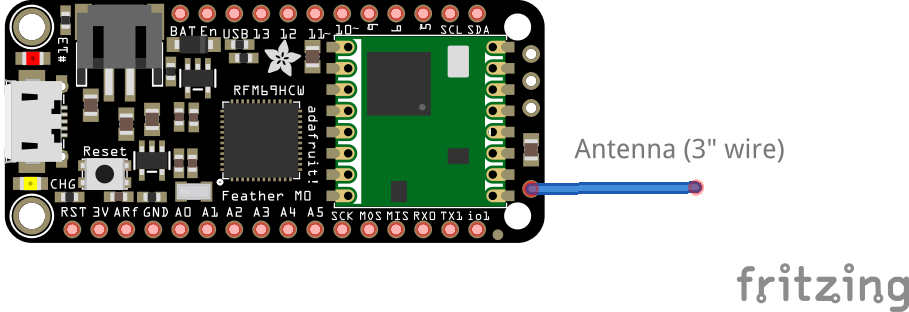 BAT En USB 13 12 11~ 10~ 9 6 5 SCL SDA
#13
RFM69HCW
adafruit!
Antenna (3" wire)
Reset
CHG
Feather M0
RST 3V ARf GND A0 A1 A2 A3 A4 A5 SCK MOS MIS RX0 TX1 io1
fritzing